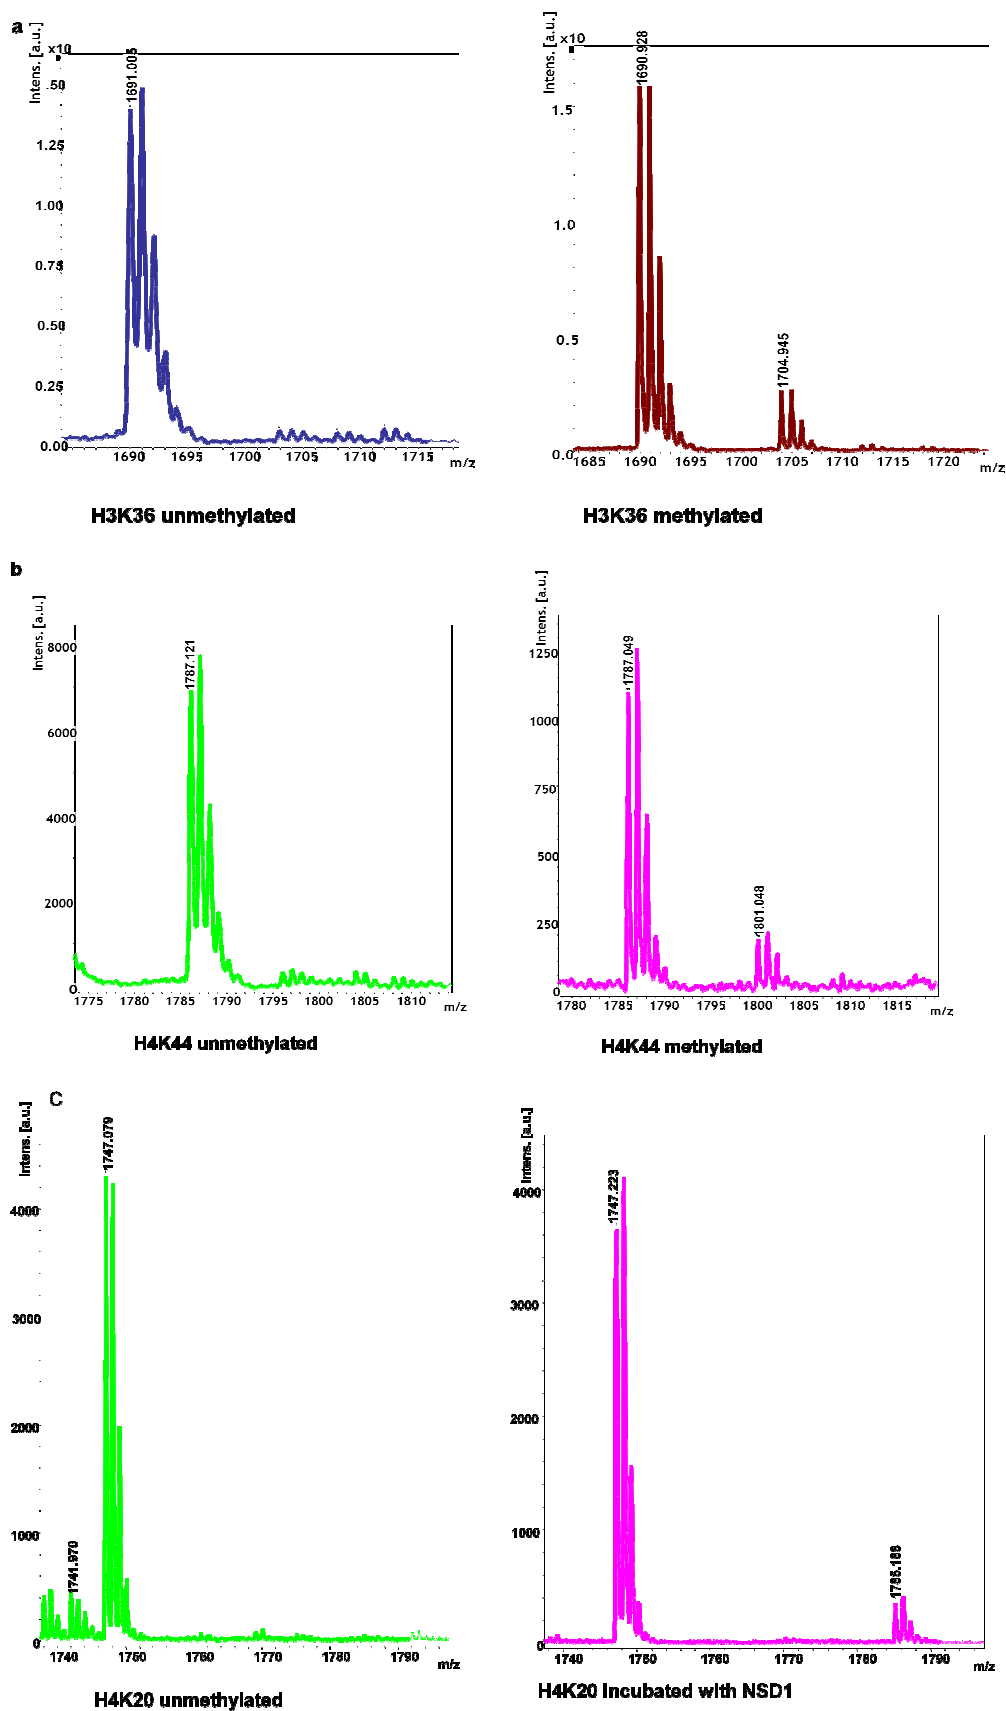 a
Intens. [a.u.]
x10
1691.005
.50
1.25
1.00
0.75
0.50
0.25
0.00
1690 1695 1700 1705 1710 1715
m/z
H3K36 unmethylated
Intens. [a.u.]
x10
1690.928
1.5
1.0
0.5
1704.945
0.0
1685 1690 1695 1700 1705 1710 1715 1720
m/z
H3K36 methylated
b
Intens. [a.u.]
8000
1787.121
6000
4000
2000
0
1775 1780 1785 1790 1795 1800 1805 1810
m/z
H4K44 unmethylated
Intens. [a.u.]
1250
1787.049
1000
750
500
250
1801.048
0
1780 1785 1790 1795 1800 1805 1810 1815
m/z
H4K44 methylated
C
Intens. [a.u.]
1747.079
4000
3000
2000
1000
1741.970
0
1740 1750 1760 1770 1780 1790
m/z
H4K20 unmethylated
Intens. [a.u.]
4000
1747.223
3000
2000
1000
1785.188
0
1740 1750 1760 1770 1780 1790
m/z
H4K20 Incubated with NSD1